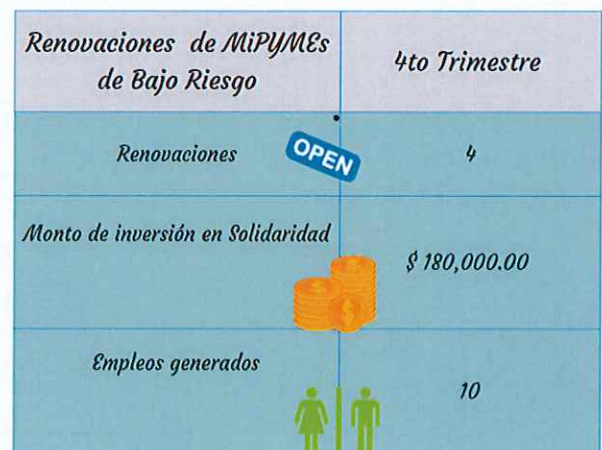 Renovaciones de MiPYMEs
de Bajo Riesgo
4to Trimestre
Renovaciones
OPEN
4
Monto de inversión en Solidaridad
$ 180,000.00
Empleos generados
10